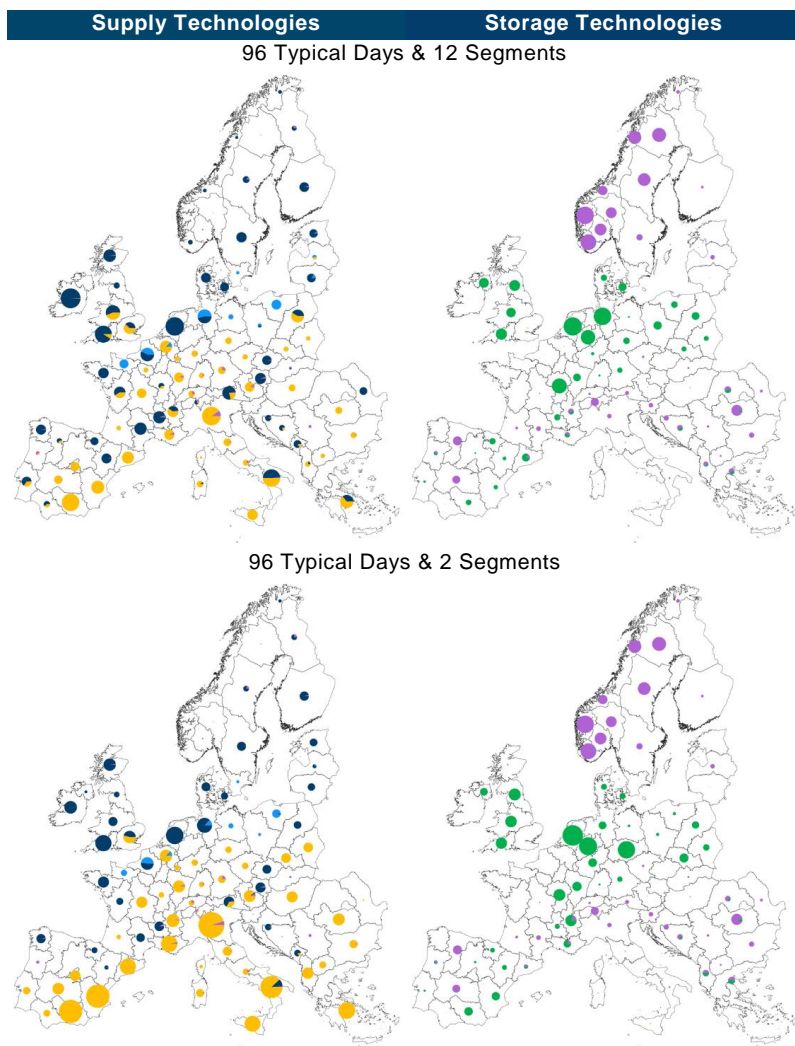 Supply Technologies
Storage Technologies
96 Typical Days & 12 Segments
96 Typical Days & 2 Segments